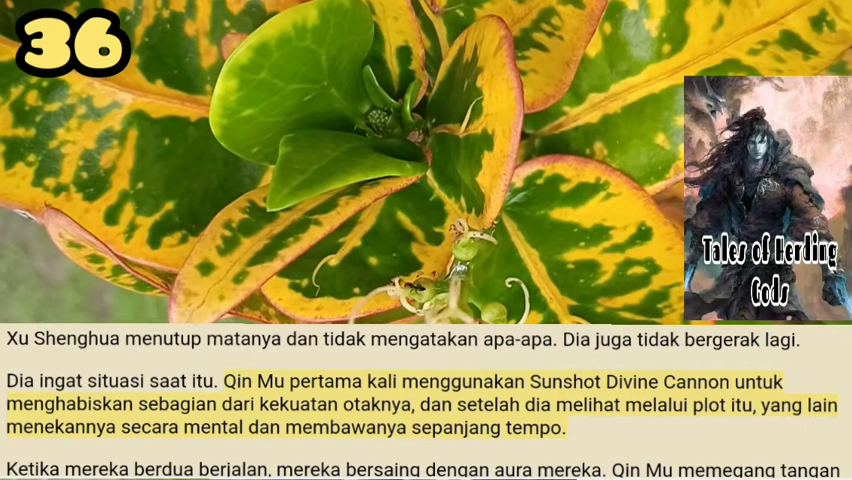 36
Tales of Herding
Gods
Xu Shenghua menutup matanya dan tidak mengatakan apa-apa. Dia juga tidak bergerak lagi.
Dia ingat situasi saat itu. Qin Mu pertama kali menggunakan Sunshot Divine Cannon untuk
menghabiskan sebagian dari kekuatan otaknya, dan setelah dia melihat melalui plot itu, yang lain
menekannya secara mental dan membawanya sepanjang tempo.
Ketika mereka berdua berjalan, mereka bersaing dengan aura mereka. Qin Mu memegang tangan